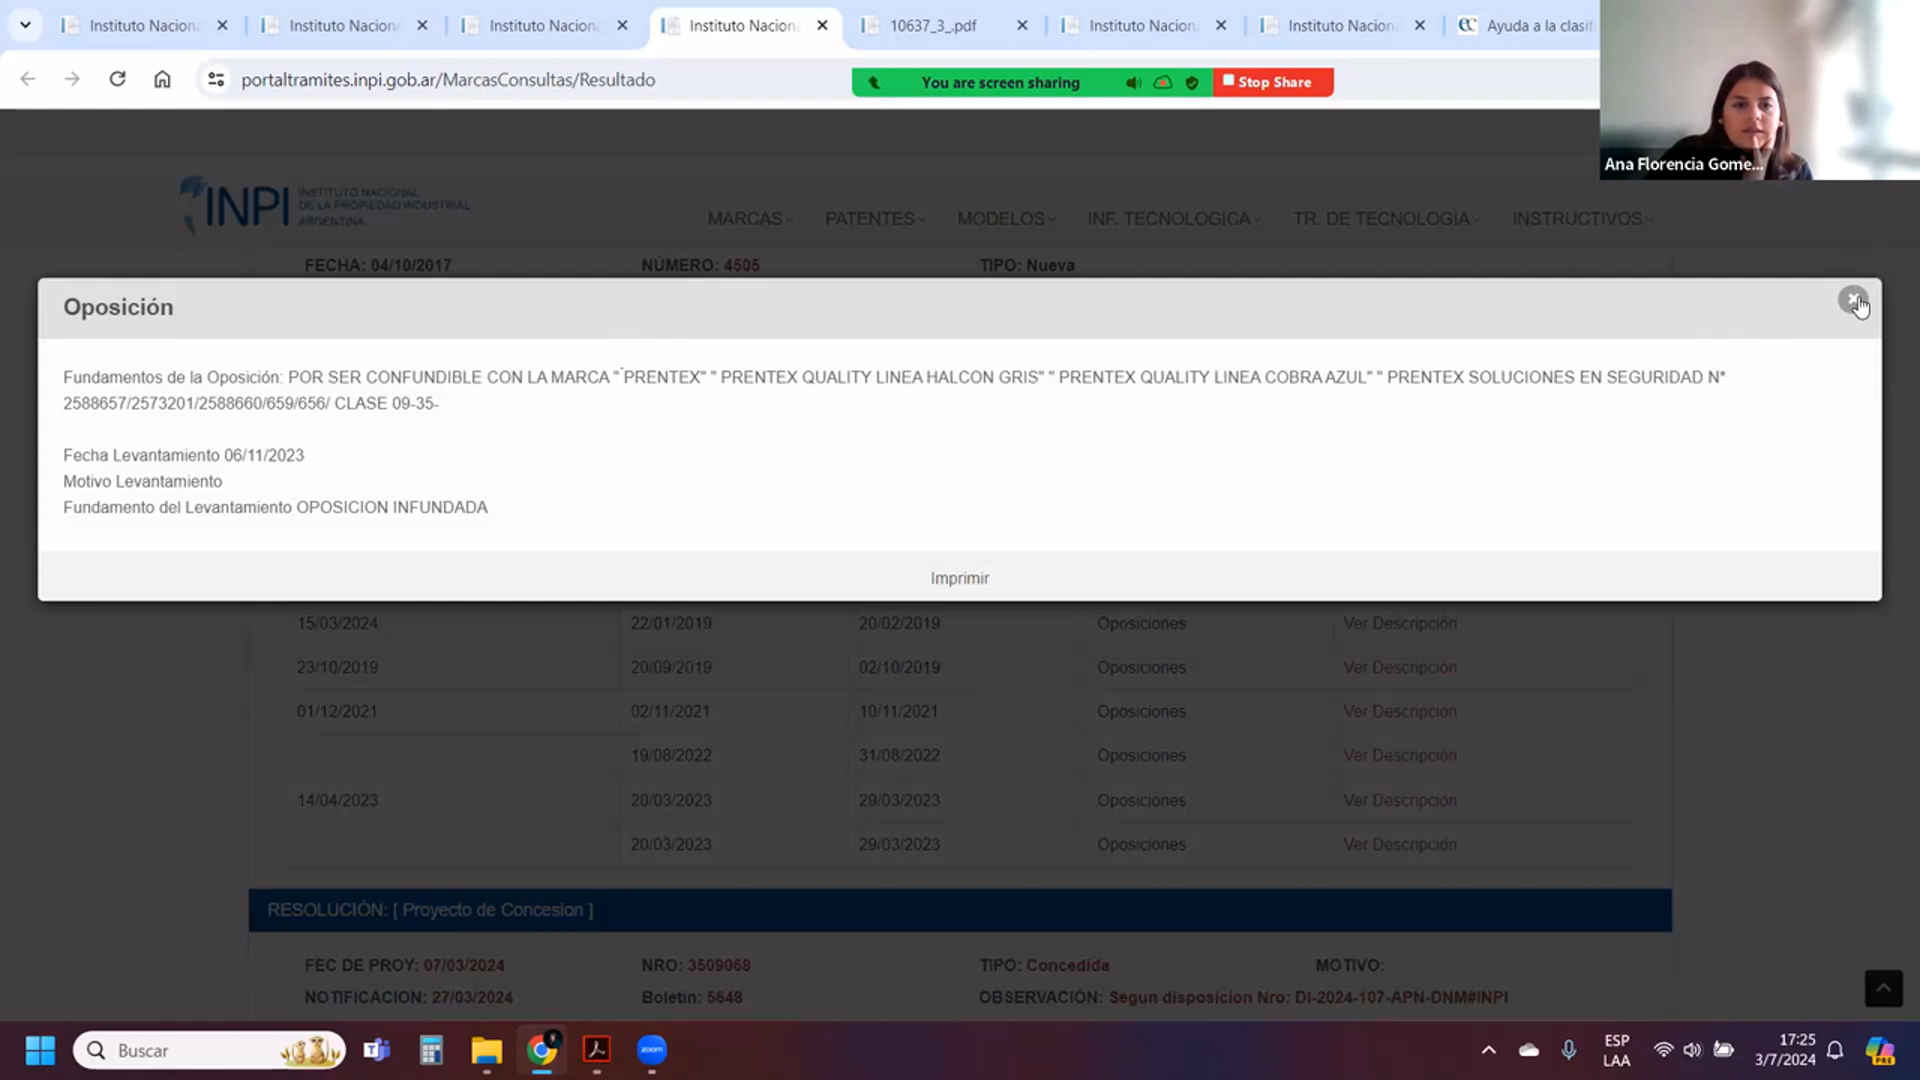 Instituto Nacion
Instituto Nacion
Instituto Nacion
Instituto Nacion
10637_3_.pdf
Instituto Nacion
Instituto Nacion
Ayuda a la clasifi
portaltramites.inpi.gob.ar/MarcasConsultas/Resultado
You are screen sharing
Stop Share
Ana Florencia Gome...
INPI
INSTITUTO NACIONAL
DE LA PROPIEDAD INDUSTRIAL
ARGENTINA
MARCAS
PATENTES
MODELOS
INF. TECNOLOGICA
TR. DE TECNOLOGIA
INSTRUCTIVOS
FECHA: 04/10/2017 NÚMERO: 4505 TIPO: Nueva
Oposición
Fundamentos de la Oposición: POR SER CONFUNDIBLE CON LA MARCA "¨PRENTEX" " PRENTEX QUALITY LINEA HALCON GRIS" " PRENTEX QUALITY LINEA COBRA AZUL" " PRENTEX SOLUCIONES EN SEGURIDAD N*
2588657/2573201/2588660/659/656/ CLASE 09-35-
Fecha Levantamiento 06/11/2023
Motivo Levantamiento
Fundamento del Levantamiento OPOSICION INFUNDADA
Imprimir
15/03/2024 22/01/2019 20/02/2019 Oposiciones Ver Descripción
23/10/2019 20/09/2019 02/10/2019 Oposiciones Ver Descripción
01/12/2021 02/11/2021 10/11/2021 Oposiciones Ver Descripción
19/08/2022 31/08/2022 Oposiciones Ver Descripción
14/04/2023 20/03/2023 29/03/2023 Oposiciones Ver Descripción
20/03/2023 29/03/2023 Oposiciones Ver Descripción
RESOLUCIÓN: [ Proyecto de Concesion ]
FEC DE PROY: 07/03/2024 NRO: 3509068 TIPO: Concedida MOTIVO:
NOTIFICACION: 27/03/2024 Boletin: 5648 OBSERVACIÓN: Segun disposicion Nro: DI-2024-107-APN-DNM#INPI
Buscar
zoom
ESP
LAA
17:25
3/7/2024
PRE